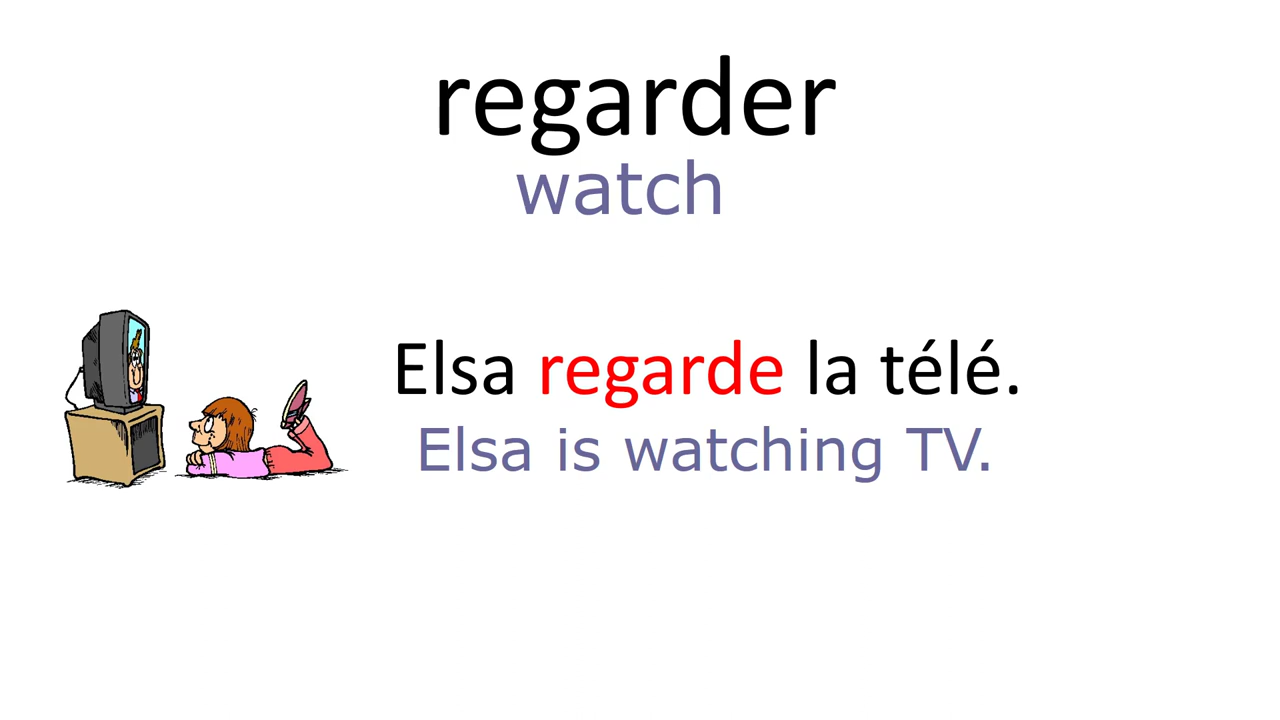 regarder
watch
Elsa regarde la télé.
Elsa is watching TV.